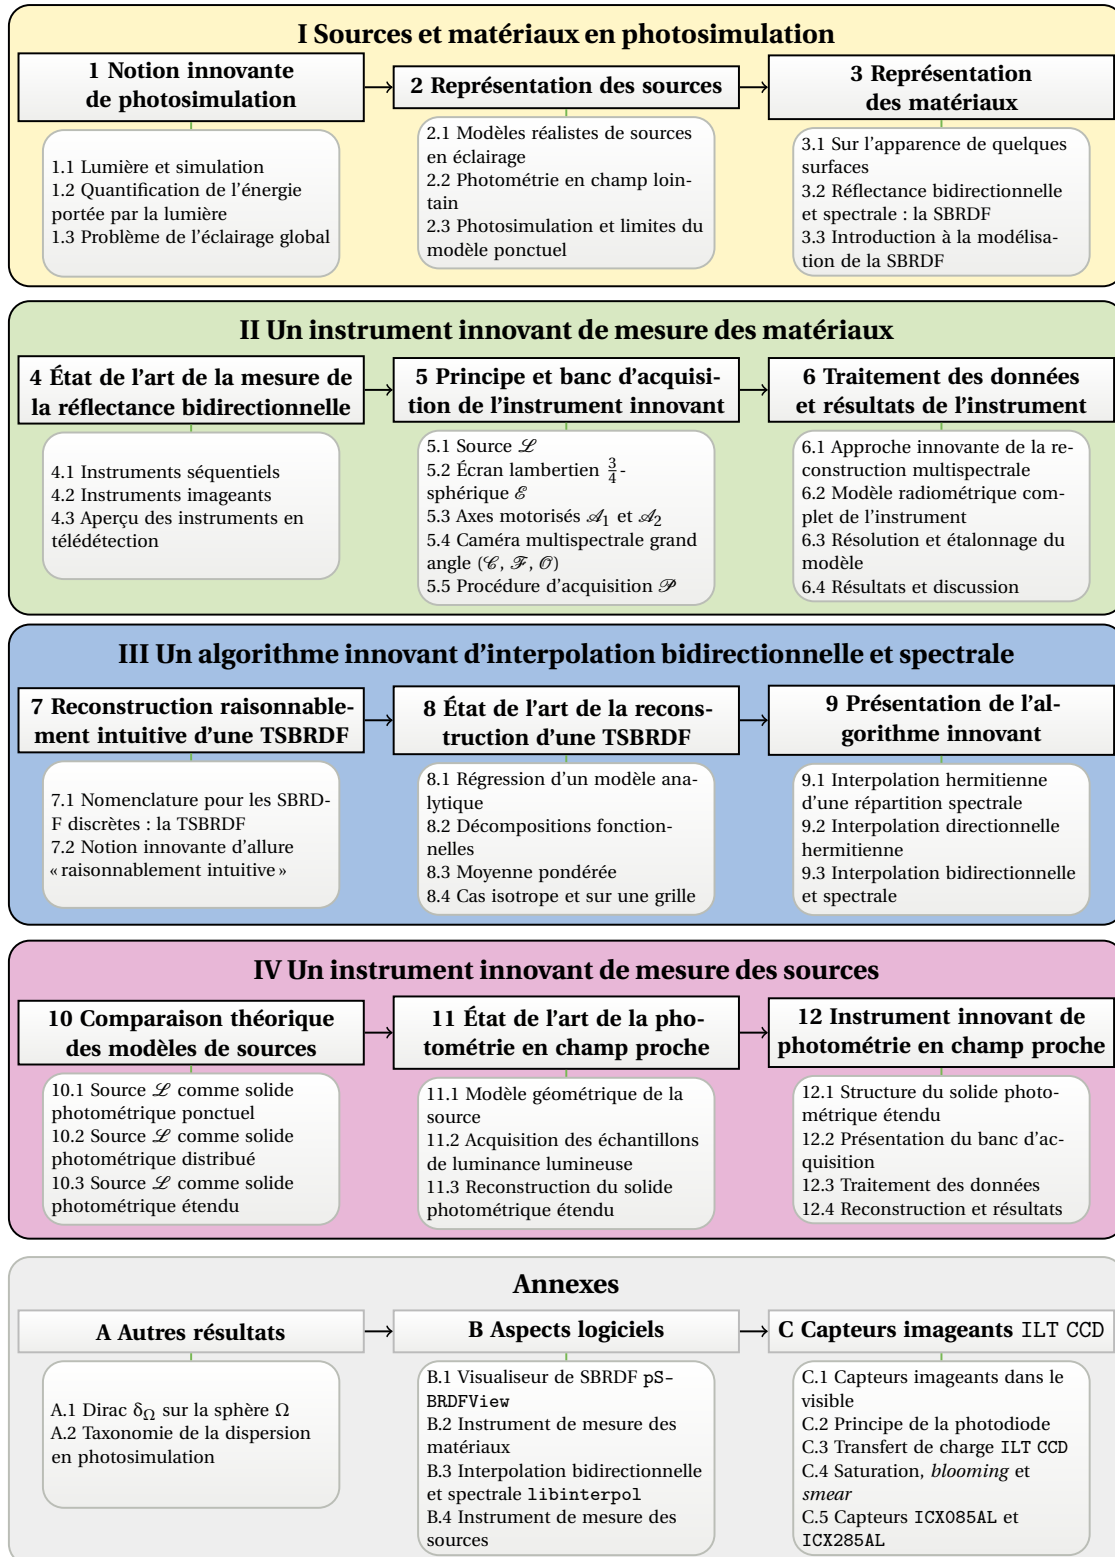 I Sources et matériaux en photosimulation
1 Notion innovante
de photosimulation
1.1 Lumière et simulation
1.2 Quantification de l'énergie
portée par la lumière
1.3 Problème de l'éclairage global
2 Représentation des sources
2.1 Modèles réalistes de sources
en éclairage
2.2 Photométrie en champ loin-
tain
2.3 Photosimulation et limites du
modèle ponctuel
3 Représentation
des matériaux
3.1 Sur l'apparence de quelques
surfaces
3.2 Réflectance bidirectionnelle
et spectrale : la SBRDF
3.3 Introduction à la modélisa-
tion de la SBRDF
II Un instrument innovant de mesure des matériaux
4 État de l'art de la mesure de
la réflectance bidirectionnelle
4.1 Instruments séquentiels
4.2 Instruments imageants
4.3 Aperçu des instruments en
télédétection
5 Principe et banc d'acquisi-
tion de l'instrument innovant
5.1 Source ℒ
5.2 Écran lambertien 3/4-
sphérique ℰ
5.3 Axes motorisés 𝒜₁ et 𝒜₂
5.4 Caméra multispectrale grand
angle (𝒞, ℱ, 𝒪)
5.5 Procédure d'acquisition 𝒫
6 Traitement des données
et résultats de l'instrument
6.1 Approche innovante de la re-
construction multispectrale
6.2 Modèle radiométrique com-
plet de l'instrument
6.3 Résolution et étalonnage du
modèle
6.4 Résultats et discussion
III Un algorithme innovant d'interpolation bidirectionnelle et spectrale
7 Reconstruction raisonnable-
ment intuitive d'une TSBRDF
7.1 Nomenclature pour les SBRD-
F discrètes : la TSBRDF
7.2 Notion innovante d'allure
« raisonnablement intuitive »
8 État de l'art de la recons-
truction d'une TSBRDF
8.1 Régression d'un modèle ana-
lytique
8.2 Décompositions fonction-
nelles
8.3 Moyenne pondérée
8.4 Cas isotrope et sur une grille
9 Présentation de l'al-
gorithme innovant
9.1 Interpolation hermitienne
d'une répartition spectrale
9.2 Interpolation directionnelle
hermitienne
9.3 Interpolation bidirectionnelle
et spectrale
IV Un instrument innovant de mesure des sources
10 Comparaison théorique
des modèles de sources
10.1 Source ℒ comme solide
photométrique ponctuel
10.2 Source ℒ comme solide
photométrique distribué
10.3 Source ℒ comme solide
photométrique étendu
11 État de l'art de la pho-
tométrie en champ proche
11.1 Modèle géométrique de la
source
11.2 Acquisition des échantillons
de luminance lumineuse
11.3 Reconstruction du solide
photométrique étendu
12 Instrument innovant de
photométrie en champ proche
12.1 Structure du solide photo-
métrique étendu
12.2 Présentation du banc d'ac-
quisition
12.3 Traitement des données
12.4 Reconstruction et résultats
Annexes
A Autres résultats
A.1 Dirac δΩ sur la sphère Ω
A.2 Taxonomie de la dispersion
en photosimulation
B Aspects logiciels
B.1 Visualiseur de SBRDF pS-
BRDFView
B.2 Instrument de mesure des
matériaux
B.3 Interpolation bidirectionnelle
et spectrale libinterpol
B.4 Instrument de mesure des
sources
C Capteurs imageants ILT CCD
C.1 Capteurs imageants dans le
visible
C.2 Principe de la photodiode
C.3 Transfert de charge ILT CCD
C.4 Saturation, blooming et
smear
C.5 Capteurs ICX085AL et
ICX285AL